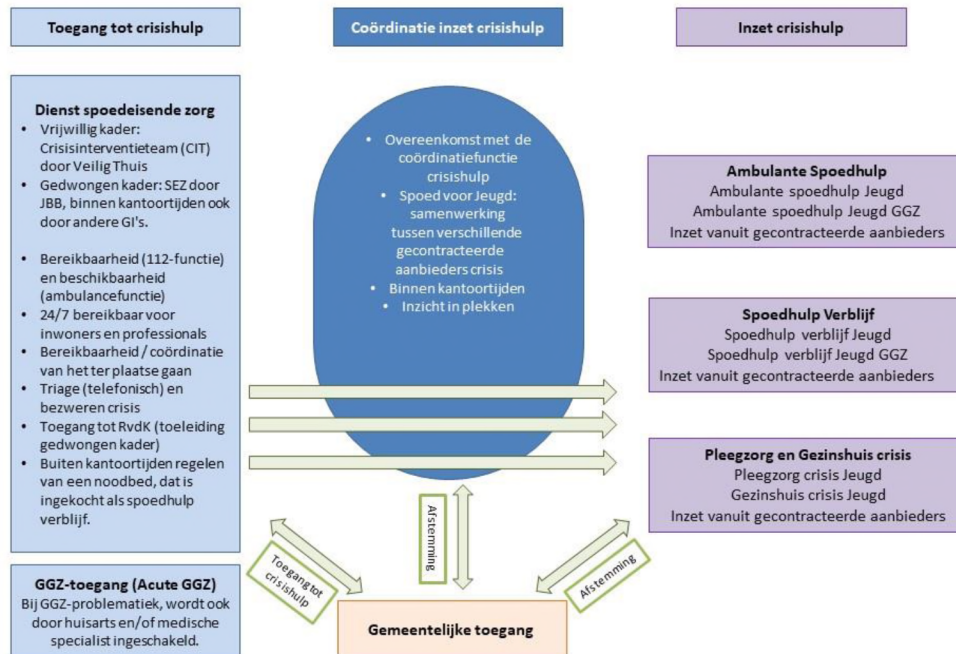 Toegang tot crisishulp
Dienst spoedeisende zorg
• Vrijwillig kader:
Crisisinterventieteam (CIT)
door Veilig Thuis
• Gedwongen kader: SEZ door
JBB, binnen kantoortijden ook
door andere GI's.
• Bereikbaarheid (112-functie)
en beschikbaarheid
(ambulancefunctie)
• 24/7 bereikbaar voor
inwoners en professionals
• Bereikbaarheid / coördinatie
van het ter plaatse gaan
• Triage (telefonisch) en
bezweren crisis
• Toegang tot RvdK (toeleiding
gedwongen kader)
• Buiten kantoortijden regelen
van een noodbed, dat is
ingekocht als spoedhulp
verblijf.
GGZ-toegang (Acute GGZ)
Bij GGZ-problematiek, wordt ook
door huisarts en/of medische
specialist ingeschakeld.
Coördinatie inzet crisishulp
• Overeenkomst met de
coördinatiefunctie
crisishulp
• Spoed voor Jeugd:
samenwerking
tussen verschillende
gecontracteerde
aanbieders crisis
• Binnen kantoortijden
• Inzicht in plekken
Inzet crisishulp
Ambulante Spoedhulp
Ambulante spoedhulp Jeugd
Ambulante spoedhulp Jeugd GGZ
Inzet vanuit gecontracteerde aanbieders
Spoedhulp Verblijf
Spoedhulp verblijf Jeugd
Spoedhulp verblijf Jeugd GGZ
Inzet vanuit gecontracteerde aanbieders
Pleegzorg en Gezinshuis crisis
Pleegzorg crisis Jeugd
Gezinshuis crisis Jeugd
Inzet vanuit gecontracteerde aanbieders
Toegang tot
crisishulp
Afstemming
Afstemming
Gemeentelijke toegang